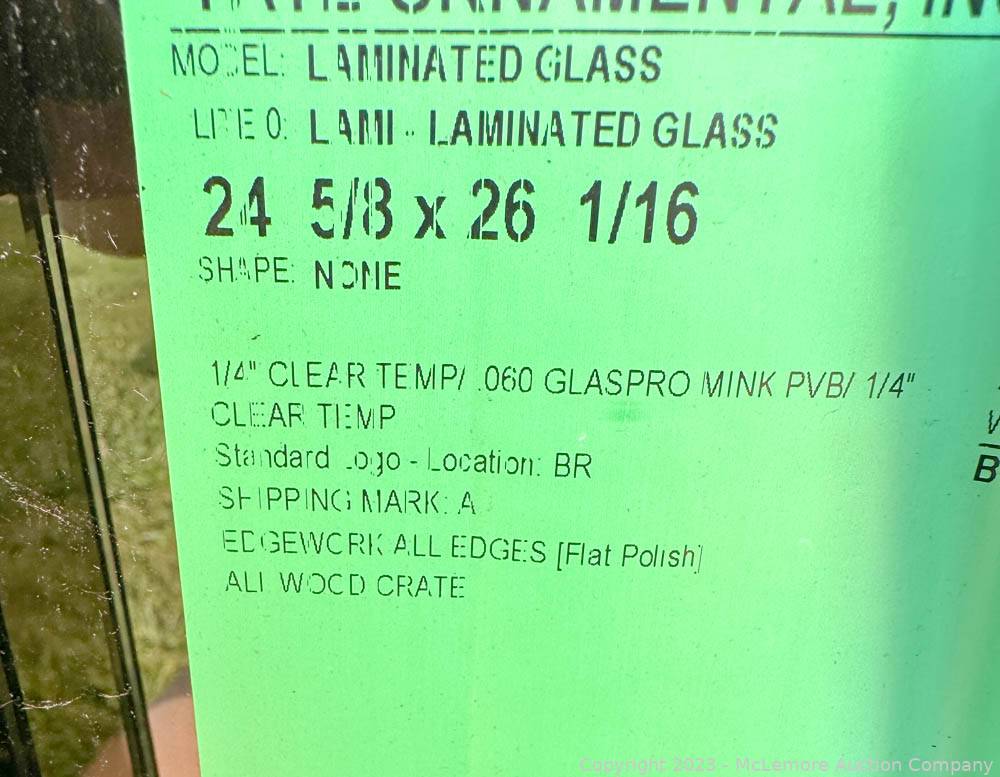 ORNAMENTAL, IN
MODEL: LAMINATED GLASS
LITE 0: LAMI - LAMINATED GLASS
24 5/8 x 26 1/16
SHAPE: NONE
1/4" CLEAR TEMP/ .060 GLASPRO MINK PVB/ 1/4"
CLEAR TEMP
Standard Logo - Location: BR
SHIPPING MARK: A
EDGEWORK ALL EDGES [Flat Polish]
ALL WOOD CRATE
Copyright 2023 - McLemore Auction Company